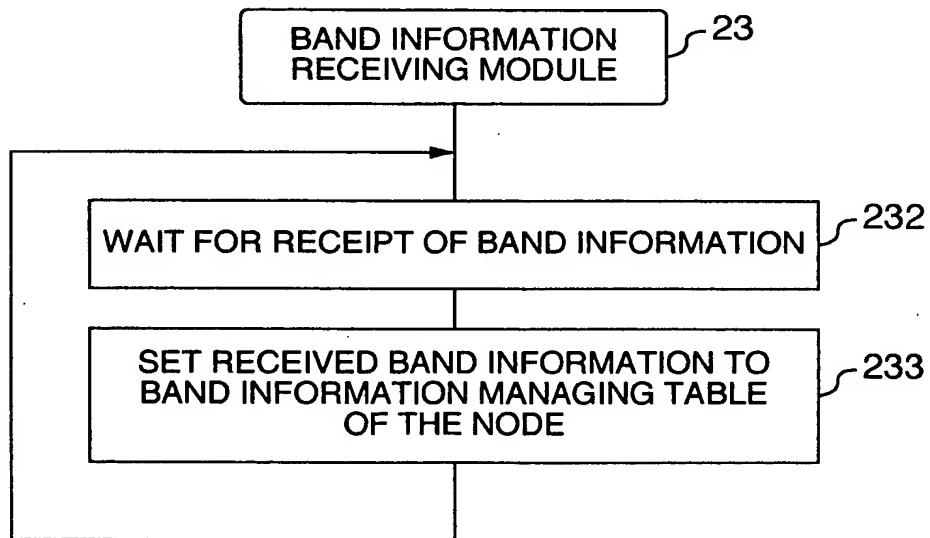 BAND INFORMATION
RECEIVING MODULE
23
WAIT FOR RECEIPT OF BAND INFORMATION
232
SET RECEIVED BAND INFORMATION TO
BAND INFORMATION MANAGING TABLE
OF THE NODE
233